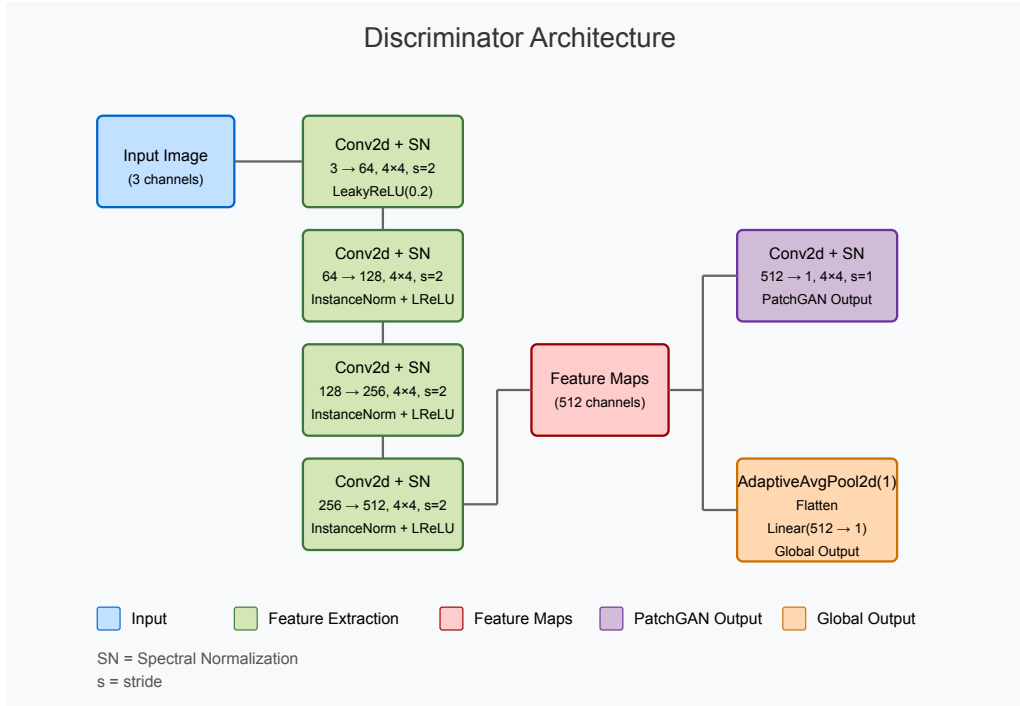 Discriminator Architecture
Input Image
(3 channels)
Conv2d + SN
3 → 64, 4×4, s=2
LeakyReLU(0.2)
Conv2d + SN
64 → 128, 4×4, s=2
InstanceNorm + LReLU
Conv2d + SN
128 → 256, 4×4, s=2
InstanceNorm + LReLU
Conv2d + SN
256 → 512, 4×4, s=2
InstanceNorm + LReLU
Feature Maps
(512 channels)
Conv2d + SN
512 → 1, 4×4, s=1
PatchGAN Output
AdaptiveAvgPool2d(1)
Flatten
Linear(512 → 1)
Global Output
Input
Feature Extraction
Feature Maps
PatchGAN Output
Global Output
SN = Spectral Normalization
s = stride